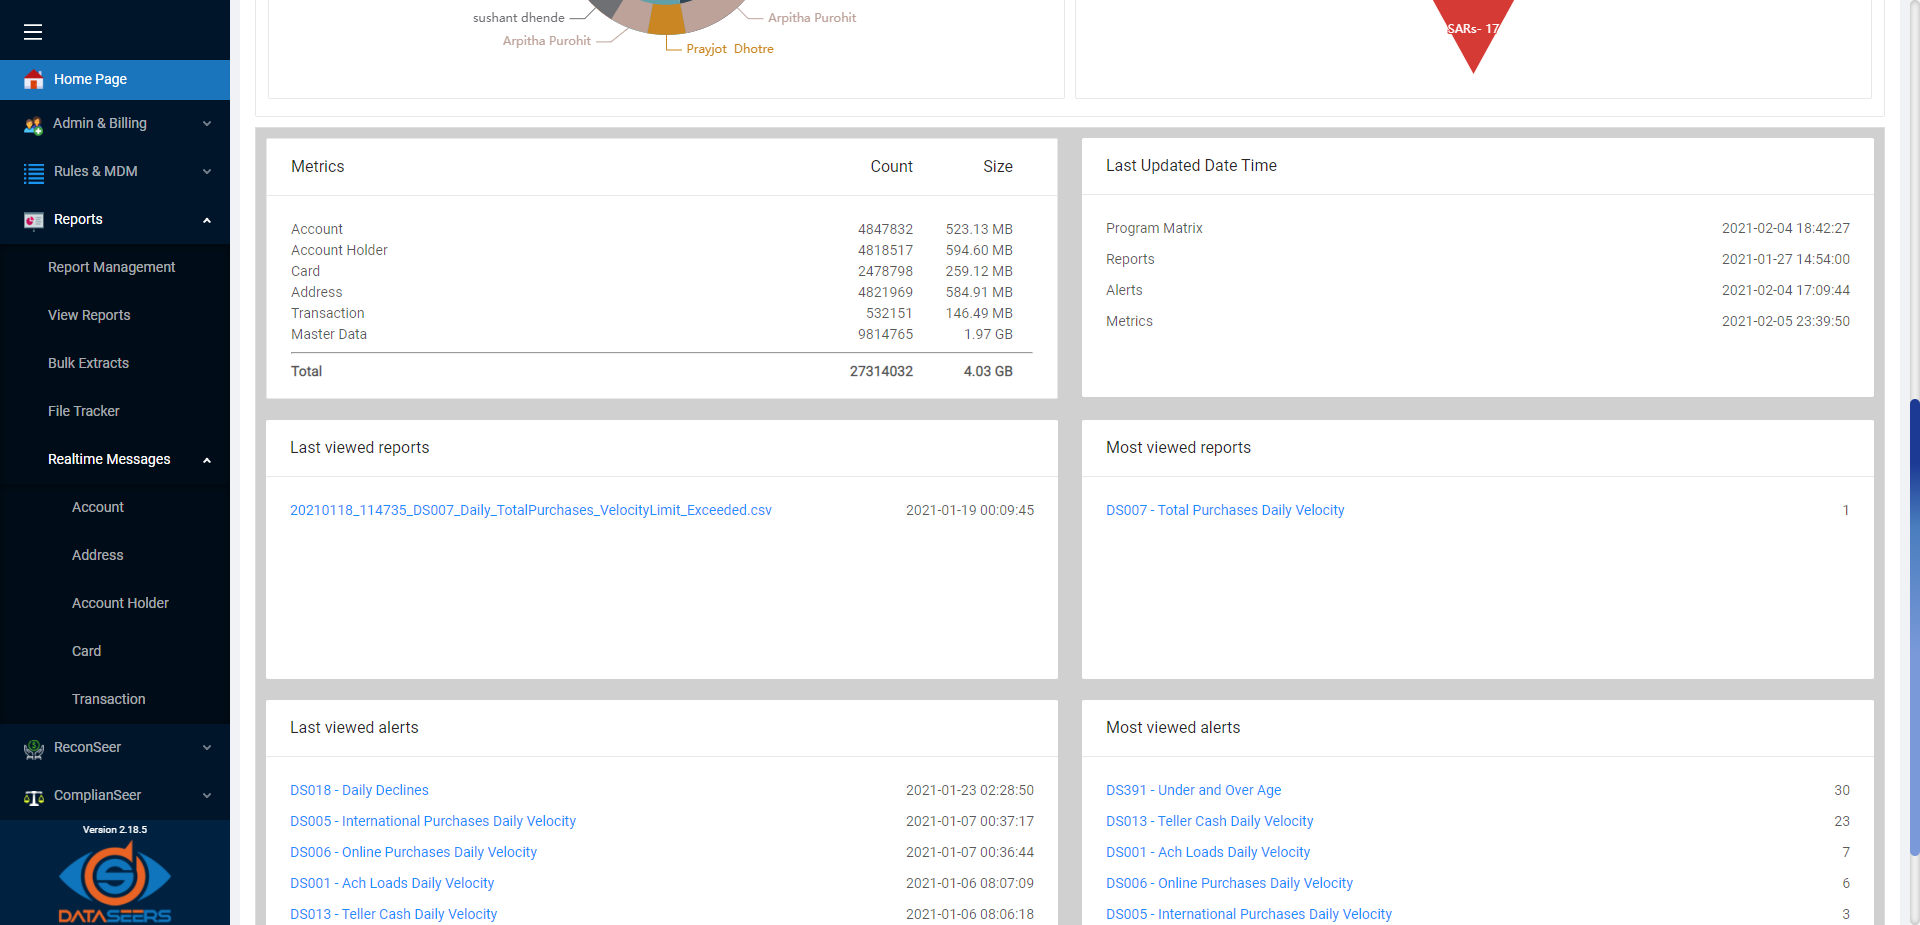 sushant dhende
Arpitha Purohit
Arpitha Purohit
Prayjot Dhotre
SARs- 17
Home Page
Admin & Billing
Rules & MDM
Reports
Report Management
View Reports
Bulk Extracts
File Tracker
Realtime Messages
Account
Address
Account Holder
Card
Transaction
ReconSeer
ComplianSeer
Version 2.18.5
DATASEERS
Metrics Count Size
Account 4847832 523.13 MB
Account Holder 4818517 594.60 MB
Card 2478798 259.12 MB
Address 4821969 584.91 MB
Transaction 532151 146.49 MB
Master Data 9814765 1.97 GB
Total 27314032 4.03 GB
Last Updated Date Time
Program Matrix 2021-02-04 18:42:27
Reports 2021-01-27 14:54:00
Alerts 2021-02-04 17:09:44
Metrics 2021-02-05 23:39:50
Last viewed reports
20210118_114735_DS007_Daily_TotalPurchases_VelocityLimit_Exceeded.csv 2021-01-19 00:09:45
Most viewed reports
DS007 - Total Purchases Daily Velocity 1
Last viewed alerts
DS018 - Daily Declines 2021-01-23 02:28:50
DS005 - International Purchases Daily Velocity 2021-01-07 00:37:17
DS006 - Online Purchases Daily Velocity 2021-01-07 00:36:44
DS001 - Ach Loads Daily Velocity 2021-01-06 08:07:09
DS013 - Teller Cash Daily Velocity 2021-01-06 08:06:18
Most viewed alerts
DS391 - Under and Over Age 30
DS013 - Teller Cash Daily Velocity 23
DS001 - Ach Loads Daily Velocity 7
DS006 - Online Purchases Daily Velocity 6
DS005 - International Purchases Daily Velocity 3